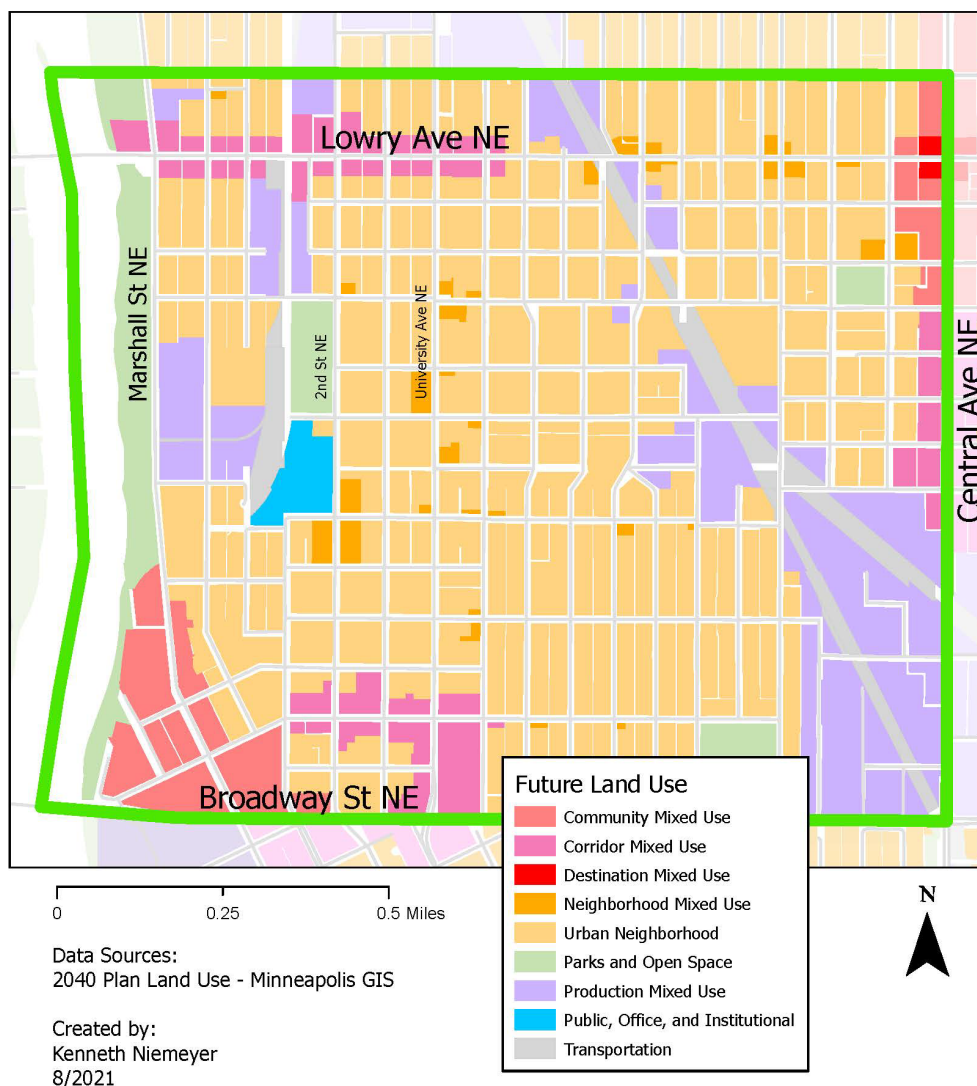 Lowry Ave NE
Marshall St NE
2nd St NE
University Ave NE
Central Ave NE
Broadway St NE
Future Land Use
Community Mixed Use
Corridor Mixed Use
Destination Mixed Use
Neighborhood Mixed Use
Urban Neighborhood
Parks and Open Space
Production Mixed Use
Public, Office, and Institutional
Transportation
0 0.25 0.5 Miles
N
Data Sources:
2040 Plan Land Use - Minneapolis GIS
Created by:
Kenneth Niemeyer
8/2021